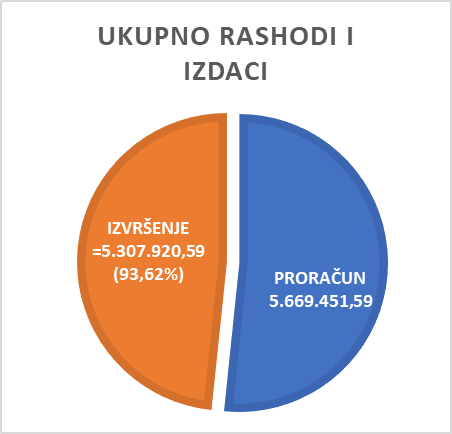 UKUPNO RASHODI I
IZDACI
IZVRŠENJE
=5.307.920,59
(93,62%)
PRORAČUN
5.669.451,59